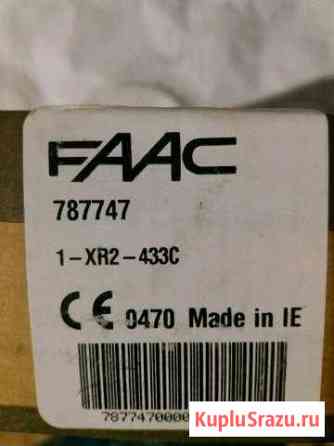 FAAC
787747
1-XR2-433C
CE 0470 Made in IE
7877470000
KupluSrazu.ru